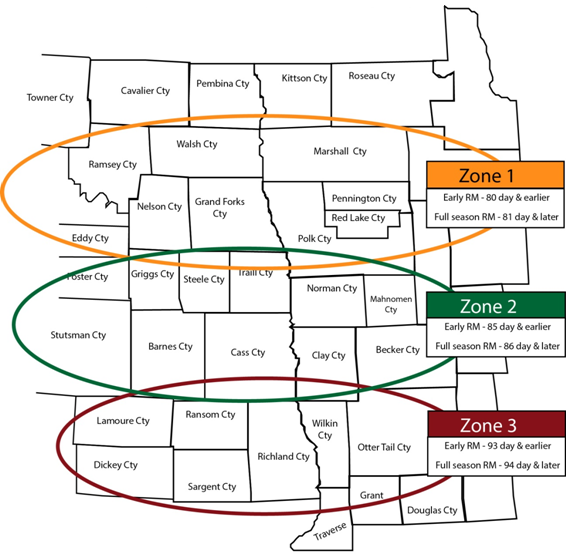 Kittson Cty
Roseau Cty
Pembina Cty
Cavalier Cty
Towner Cty
Walsh Cty
Marshall Cty
Ramsey Cty
Zone 1
Early RM - 80 day & earlier
Full season RM - 81 day & later
Pennington Cty
Nelson Cty
Grand Forks
Cty
Red Lake Cty
Eddy Cty
Polk Cty
Foster Cty
Griggs Cty
Steele Cty
Traill Cty
Norman Cty
Mahnomen
Cty
Zone 2
Early RM - 85 day & earlier
Full season RM - 86 day & later
Stutsman Cty
Barnes Cty
Cass Cty
Clay Cty
Becker Cty
Lamoure Cty
Ransom Cty
Wilkin
Cty
Zone 3
Early RM - 93 day & earlier
Full season RM - 94 day & later
Otter Tail Cty
Richland Cty
Dickey Cty
Sargent Cty
Grant
Douglas Cty
Traverse